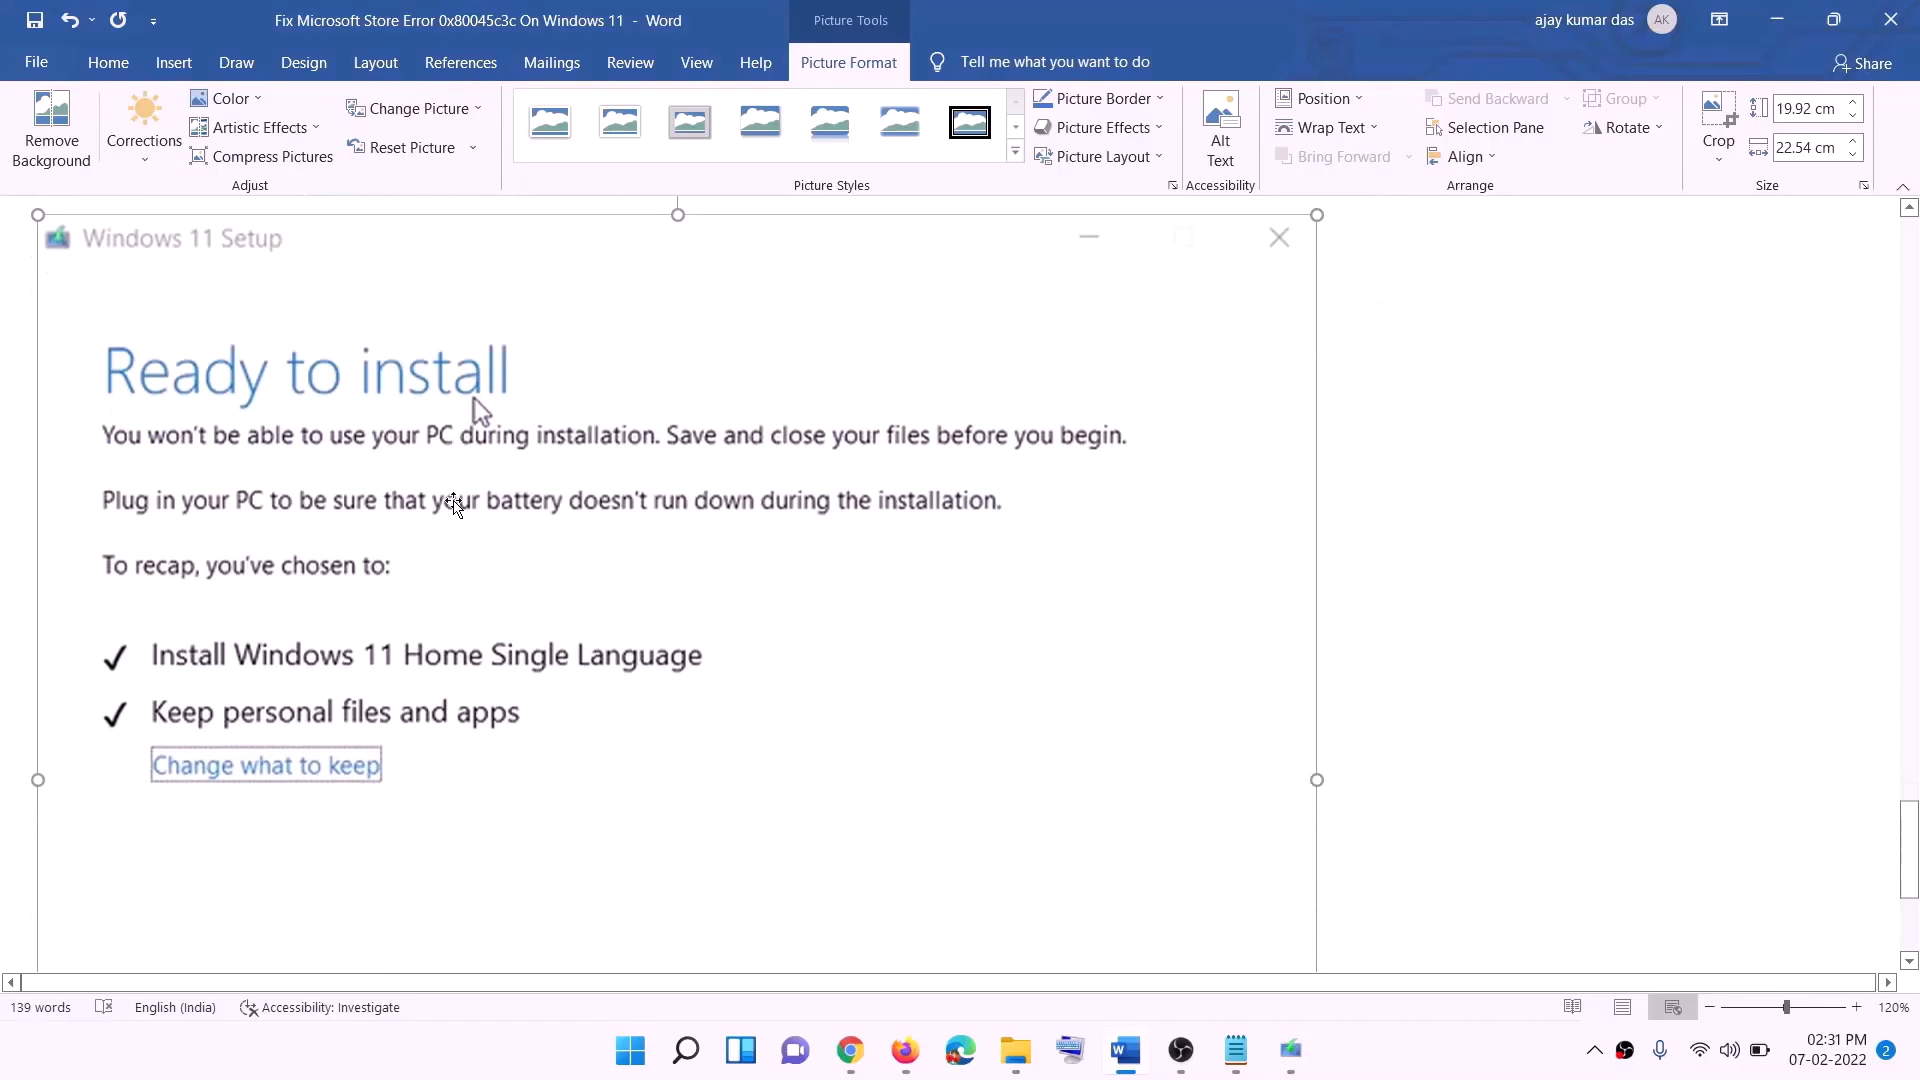 Fix Microsoft Store Error 0x80045c3c On Windows 11 - Word
Picture Tools
ajay kumar das
AK
File
Home
Insert
Draw
Design
Layout
References
Mailings
Review
View
Help
Picture Format
Tell me what you want to do
Share
Remove Background
Corrections
Color
Artistic Effects
Compress Pictures
Change Picture
Reset Picture
Adjust
Picture Styles
Picture Border
Picture Effects
Picture Layout
Alt Text
Accessibility
Position
Wrap Text
Bring Forward
Send Backward
Selection Pane
Align
Group
Rotate
Arrange
Crop
19.92 cm
22.54 cm
Size
Windows 11 Setup
Ready to install
You won't be able to use your PC during installation. Save and close your files before you begin.
Plug in your PC to be sure that your battery doesn't run down during the installation.
To recap, you've chosen to:
Install Windows 11 Home Single Language
Keep personal files and apps
Change what to keep
139 words
English (India)
Accessibility: Investigate
120%
02:31 PM
07-02-2022
2